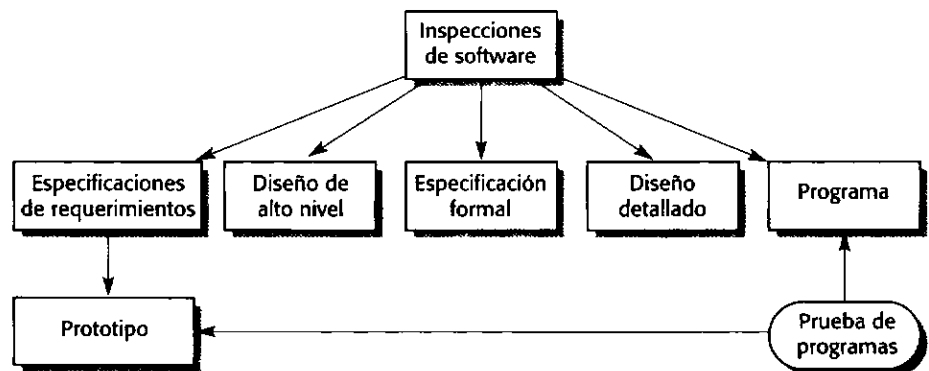 Inspecciones
de software
Especificaciones
de requerimientos
Diseño de
alto nivel
Especificación
formal
Diseño
detallado
Programa
Prototipo
Prueba de
programas